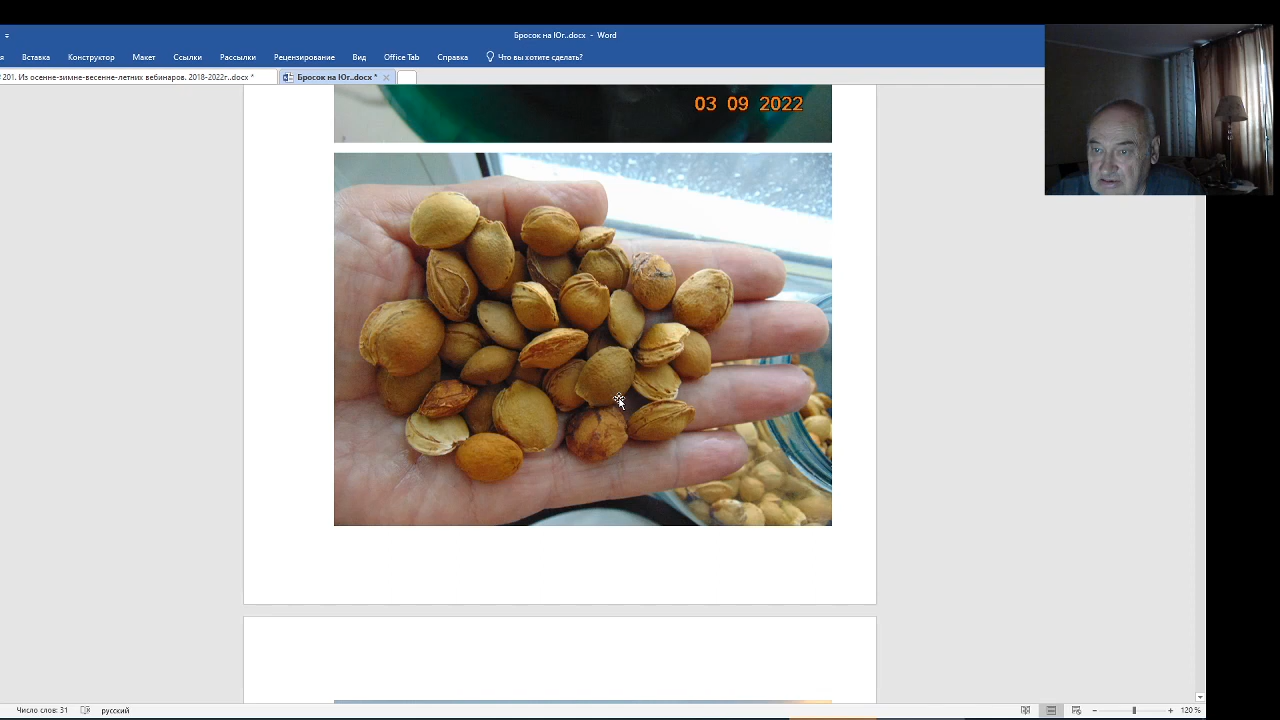 Бросок на Юг..docx - Word
я Вставка Конструктор Макет Ссылки Рассылки Рецензирование Вид Office Tab Справка Что вы хотите сделать?
201. Из осенне-зимне-весенне-летних вебинаров. 2018-2022г..docx * Бросок на Юг..docx *
03 09 2022
Число слов: 31 русский 120 %